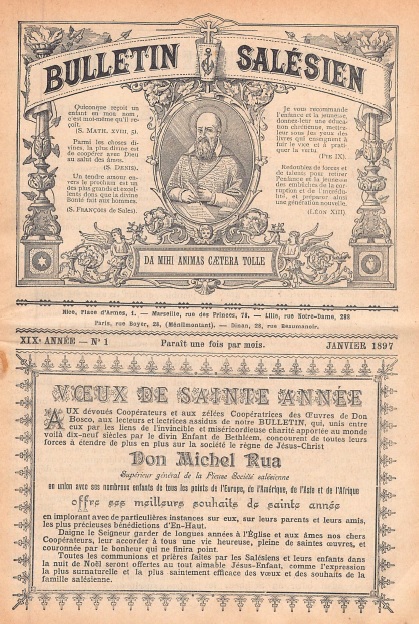 BULLETIN SALÉSIEN
Quiconque reçoit un
enfant en mon nom,
c'est moi-même qu'il re-
çoit.
(S. MATH. XVIII, 5).
Parmi les choses di-
vines, la plus divine est
de coopérer avec Dieu
au salut des âmes.
(S. DENIS).
Un tendre amour en-
vers le prochain est un
des plus grands et excel-
lents dons que la divine
Bonté fait aux hommes.
(S. FRANÇOIS de Sales).
Je vous recommande
l'enfance et la jeunesse,
donnez-leur une éduca-
tion chrétienne, mettez-
leur sous les yeux des
livres qui enseignent à
fuir le vice et à prati-
quer la vertu.
(PIE IX).
Redoublez de forces et
de talents pour retirer
l'enfance et la jeunesse
des embûches de la cor-
ruption et de l'incrédu-
lité, et préparer ainsi
une génération nouvelle.
(LÉON XIII)
DA MIHI ANIMAS CÆTERA TOLLE
Nice, Place d'Armes, 1. — Marseille, rue des Princes, 78, — Lille, rue Notre-Dame, 288
Paris, rue Boyer, 28, (Ménilmontant). — Dinan, 28, rue Beaumanoir.
XIXe ANNÉE — N° 1
Paraît une fois par mois.
JANVIER 1897
VŒUX DE SAINTE ANNÉE
AUX dévoués Coopérateurs et aux zélées Coopératrices des Œuvres de Don
Bosco, aux lecteurs et lectrices assidus de notre BULLETIN, qui, unis entre
eux par les liens de l'invincible et miséricordieuse charité apportée au monde
voilà dix-neuf siècles par le divin Enfant de Bethléem, concourent de toutes leurs
forces à étendre de plus en plus sur la société le règne de Jésus-Christ
Don Michel Rua
Supérieur général de la Pieuse Société salésienne
en union avec ses nombreux enfants de tous les points de l'Europe, de l'Amérique, de l'Asie et de l'Afrique
offre ses meilleurs souhaits de sainte année
en implorant avec de particulières instances sur eux, sur leurs parents et leurs amis,
les plus précieuses bénédictions d'En-Haut.
Daigne le Seigneur garder de longues années à l'Église et aux âmes nos chers
Coopérateurs, leur accorder à tous une vie heureuse, pleine de saintes œuvres, et
couronnée par le bonheur qui ne finira point.
Toutes les communions et prières faites par les Salésiens et leurs enfants dans
la nuit de Noël seront offertes au tout aimable Jésus-Enfant, comme l'expression
la plus surnaturelle et la plus saintement efficace des vœux et des souhaits de la
famille salésienne.